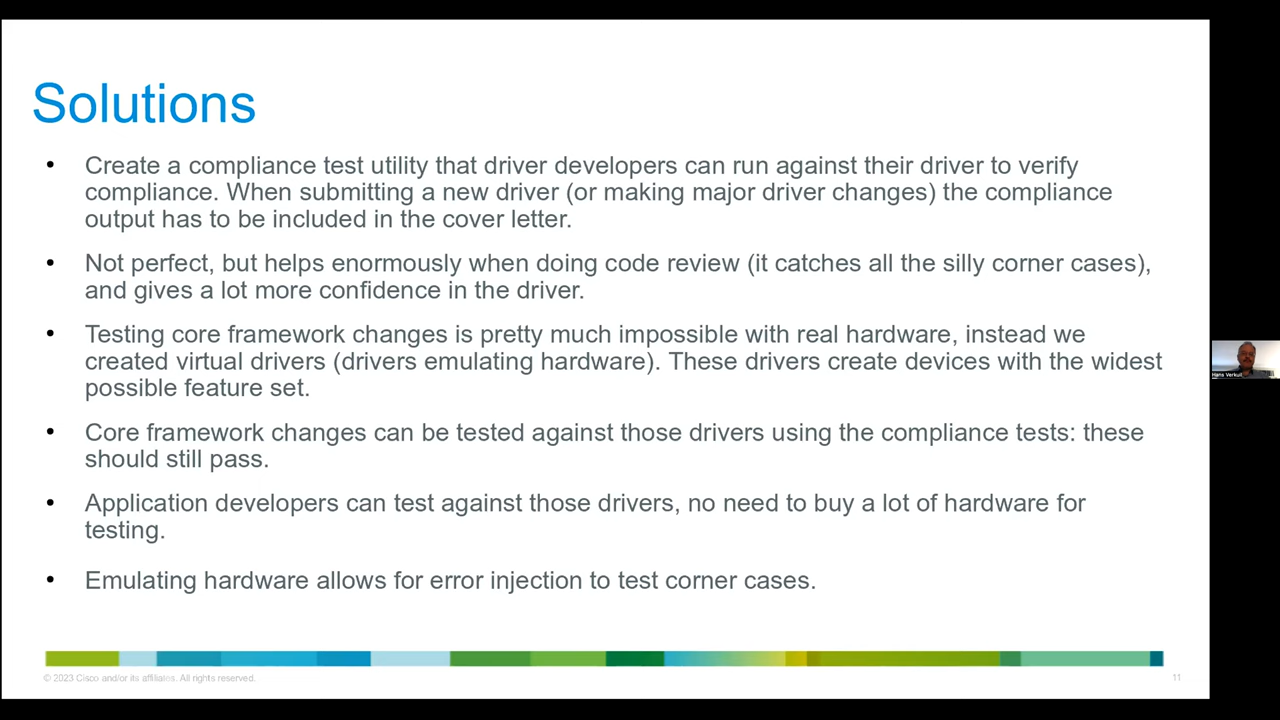 Solutions
• Create a compliance test utility that driver developers can run against their driver to verify
compliance. When submitting a new driver (or making major driver changes) the compliance
output has to be included in the cover letter.
• Not perfect, but helps enormously when doing code review (it catches all the silly corner cases),
and gives a lot more confidence in the driver.
• Testing core framework changes is pretty much impossible with real hardware, instead we
created virtual drivers (drivers emulating hardware). These drivers create devices with the widest
possible feature set.
• Core framework changes can be tested against those drivers using the compliance tests: these
should still pass.
• Application developers can test against those drivers, no need to buy a lot of hardware for
testing.
• Emulating hardware allows for error injection to test corner cases.
© 2023 Cisco and/or its affiliates. All rights reserved.
11
Hans Verkuil